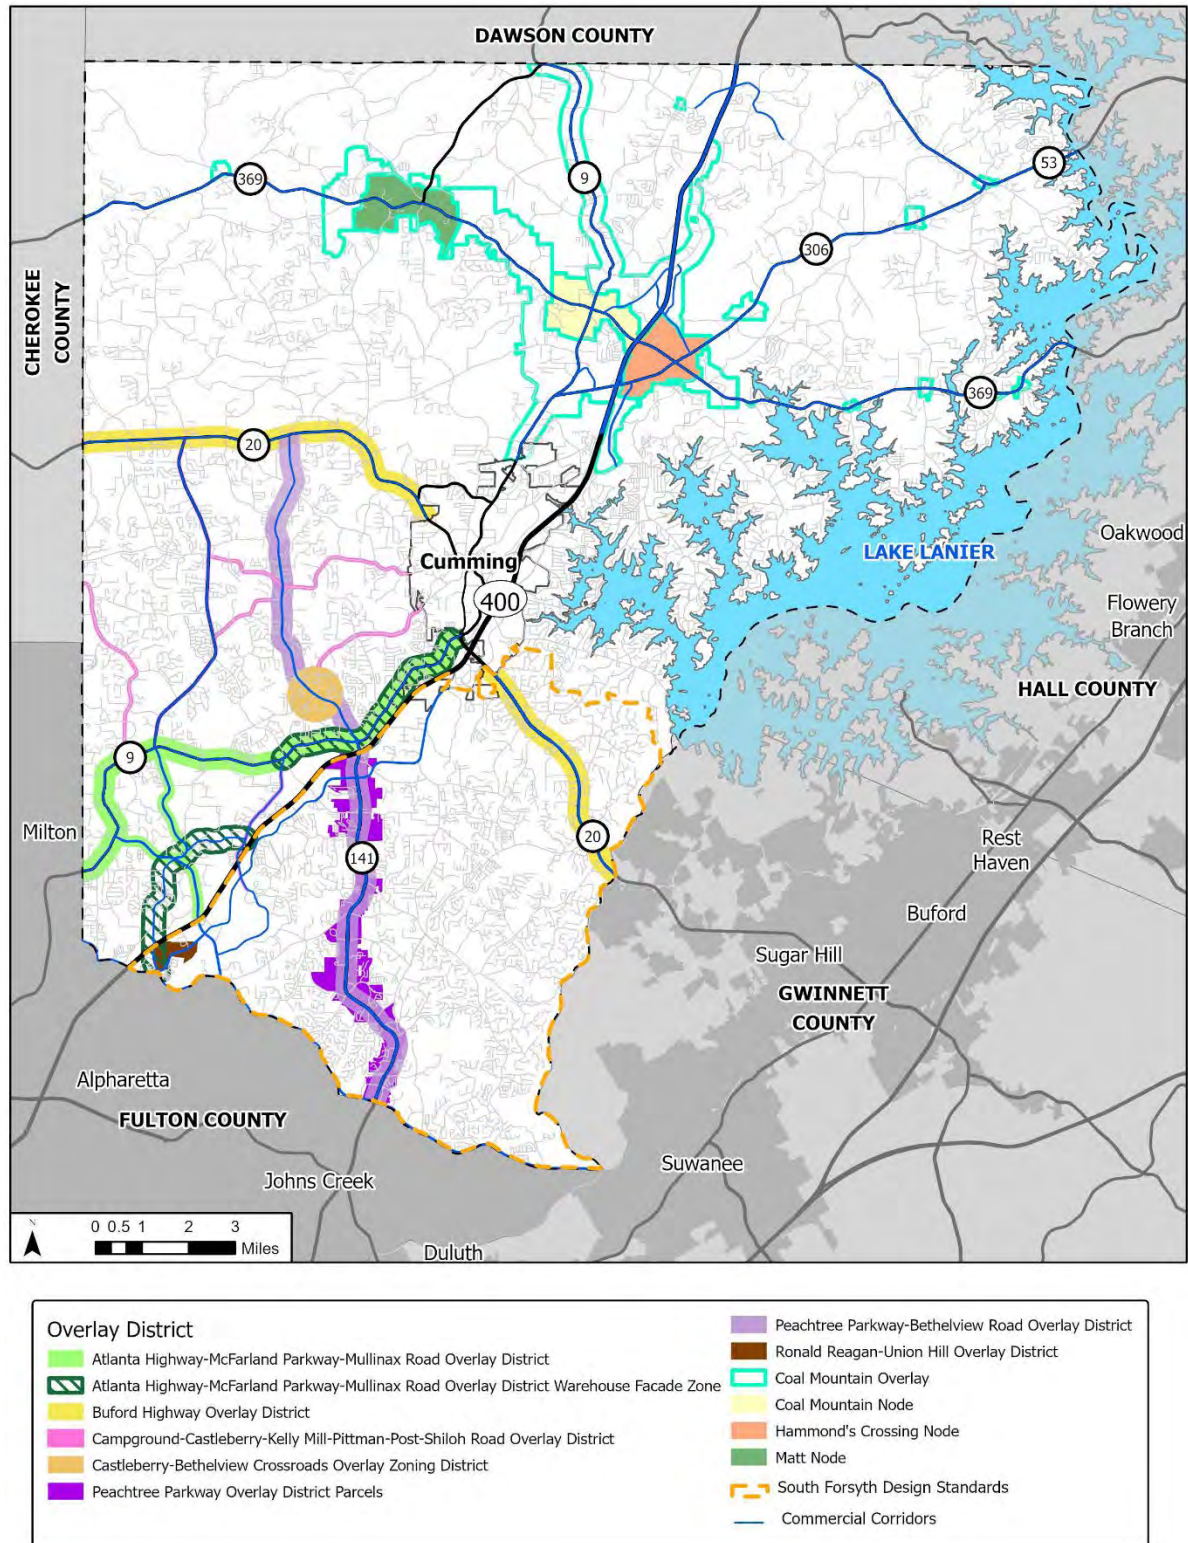 DAWSON COUNTY
53
369
9
306
CHEROKEE
COUNTY
369
20
Oakwood
LAKE LANIER
Cumming
400
Flowery
Branch
HALL COUNTY
9
Milton
20
Rest
Haven
141
Buford
Sugar Hill
GWINNETT
COUNTY
Alpharetta
FULTON COUNTY
Suwanee
Johns Creek
N
0 0.5 1 2 3
Miles
Duluth
Overlay District
Atlanta Highway-McFarland Parkway-Mullinax Road Overlay District
Atlanta Highway-McFarland Parkway-Mullinax Road Overlay District Warehouse Facade Zone
Buford Highway Overlay District
Campground-Castleberry-Kelly Mill-Pittman-Post-Shiloh Road Overlay District
Castleberry-Bethelview Crossroads Overlay Zoning District
Peachtree Parkway Overlay District Parcels
Peachtree Parkway-Bethelview Road Overlay District
Ronald Reagan-Union Hill Overlay District
Coal Mountain Overlay
Coal Mountain Node
Hammond's Crossing Node
Matt Node
South Forsyth Design Standards
Commercial Corridors